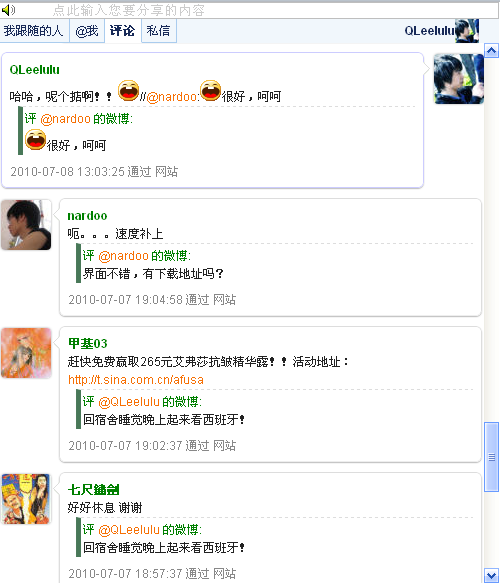 点此输入您要分享的内容
我跟随的人 @我 评论 私信 QLeelulu
QLeelulu
哈哈，呢个掂啊！！//@nardoo:很好，呵呵
评 @nardoo 的微博:
很好，呵呵
2010-07-08 13:03:25 通过 网站
nardoo
呃。。。速度补上
评 @nardoo 的微博:
界面不错，有下载地址吗？
2010-07-07 19:04:58 通过 网站
甲基03
赶快免费赢取265元艾弗莎抗皱精华露！！活动地址：
http://t.sina.com.cn/afusa
评 @QLeelulu 的微博:
回宿舍睡觉晚上起来看西班牙！
2010-07-07 19:02:37 通过 网站
七尺鏽劍
好好休息 谢谢
评 @QLeelulu 的微博:
回宿舍睡觉晚上起来看西班牙！
2010-07-07 18:57:37 通过 网站